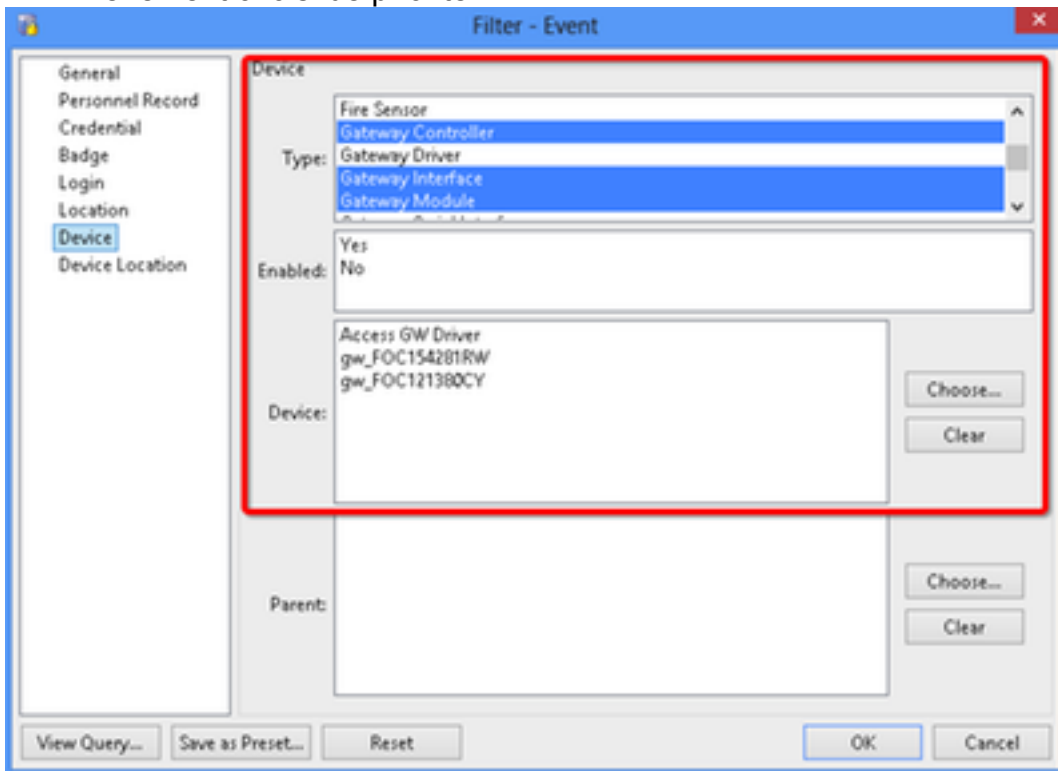 Filter - Event
General
Personnel Record
Credential
Badge
Login
Location
Device
Device Location
Device
Type:
Fire Sensor
Gateway Controller
Gateway Driver
Gateway Interface
Gateway Module
Enabled:
Yes
No
Device:
Access GW Driver
gw_FOC154281RW
gw_FOC121380CY
Choose...
Clear
Parent:
Choose...
Clear
View Query...
Save as Preset...
Reset
OK
Cancel